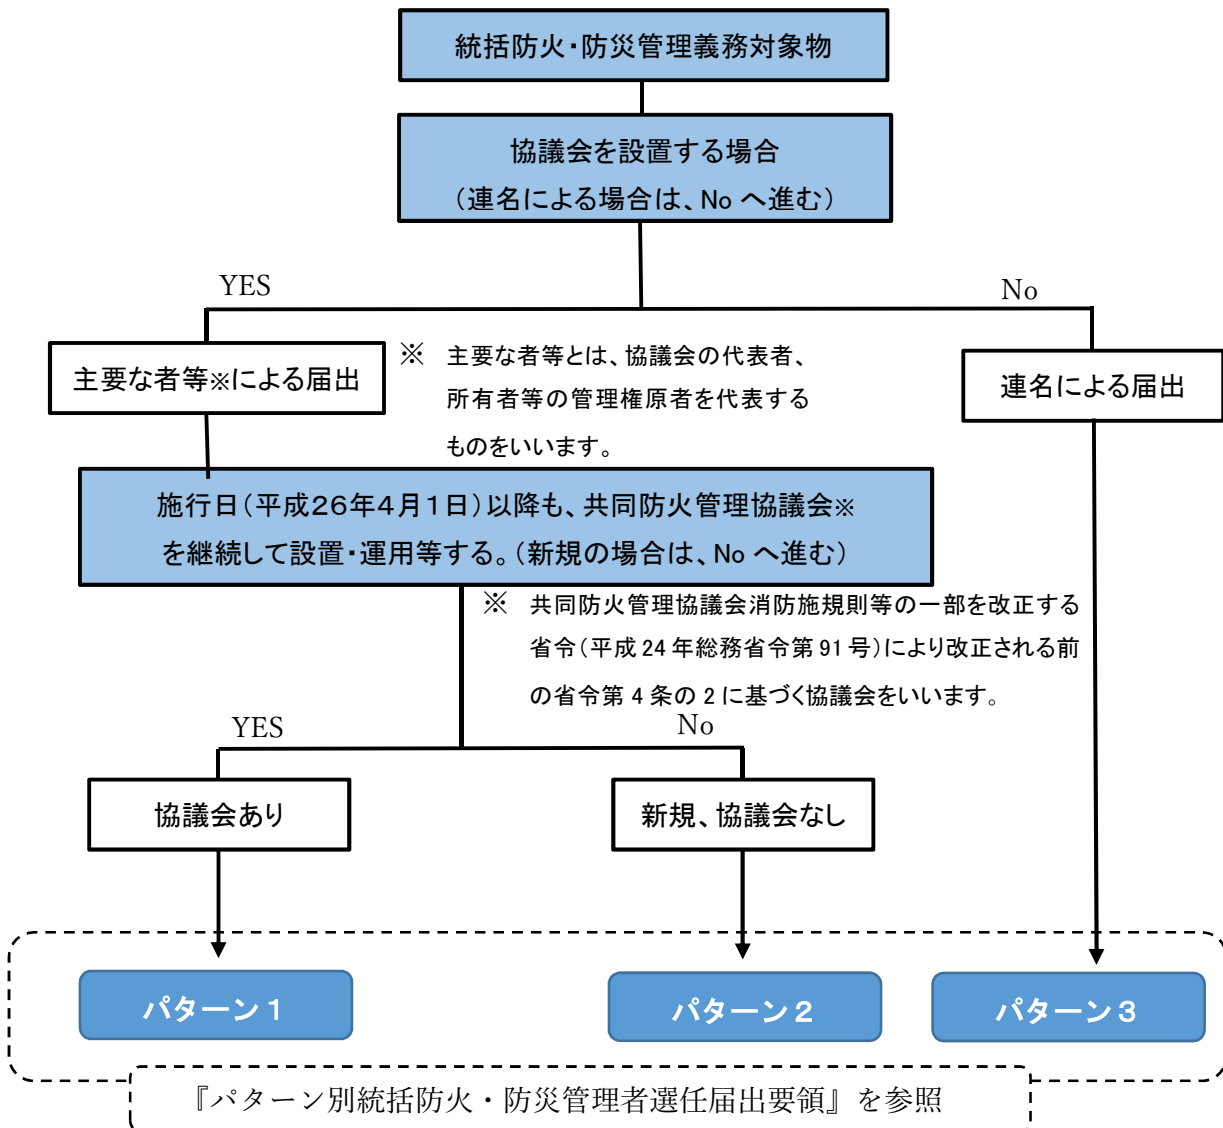 統括防火・防災管理義務対象物
協議会を設置する場合
（連名による場合は、No へ進む）
YES
No
主要な者等※による届出
※ 主要な者等とは、協議会の代表者、
所有者等の管理権原者を代表する
ものをいいます。
連名による届出
施行日（平成２６年４月１日）以降も、共同防火管理協議会※
を継続して設置・運用等する。（新規の場合は、No へ進む）
※ 共同防火管理協議会消防施規則等の一部を改正する
省令（平成 24 年総務省令第 91 号）により改正される前
の省令第 4 条の 2 に基づく協議会をいいます。
YES
No
協議会あり
新規、協議会なし
パターン１
パターン２
パターン３
『パターン別統括防火・防災管理者選任届出要領』を参照